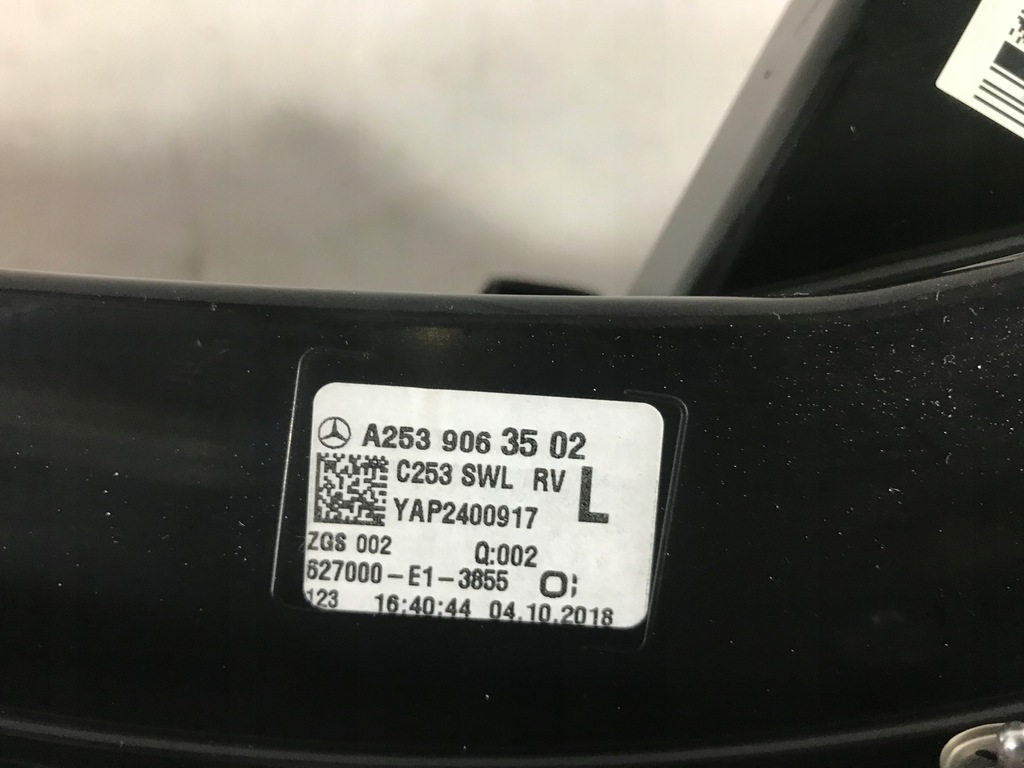 A253 906 35 02
C253 SWL RV
L
YAP2400917
ZGS 002 Q:002
627000-E1-3855 O;
123 16:40:44 04.10.2018